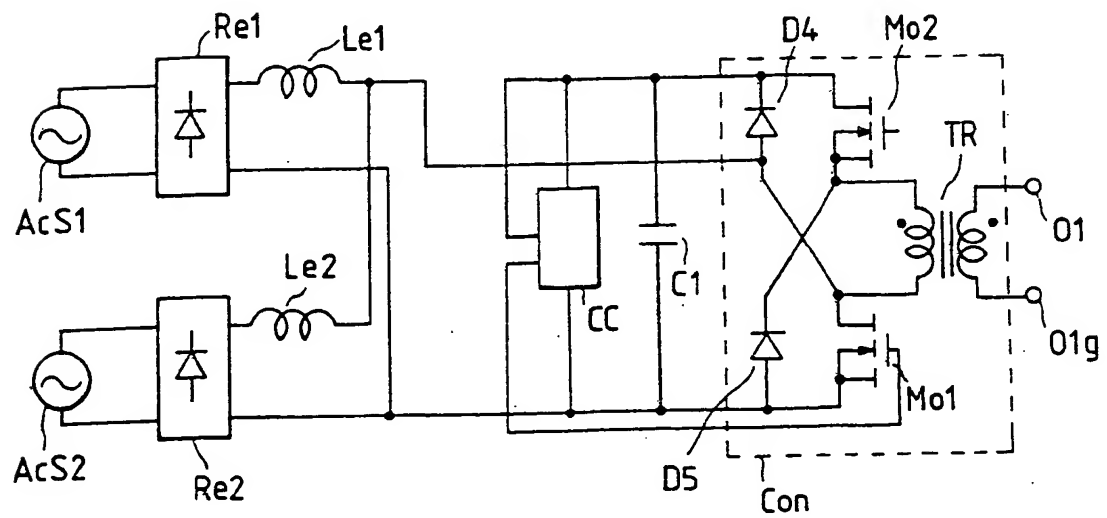 Re1
Le1
D4
Mo2
TR
AcS1
Le2
CC
C1
O1
O1g
Mo1
AcS2
Re2
D5
Con